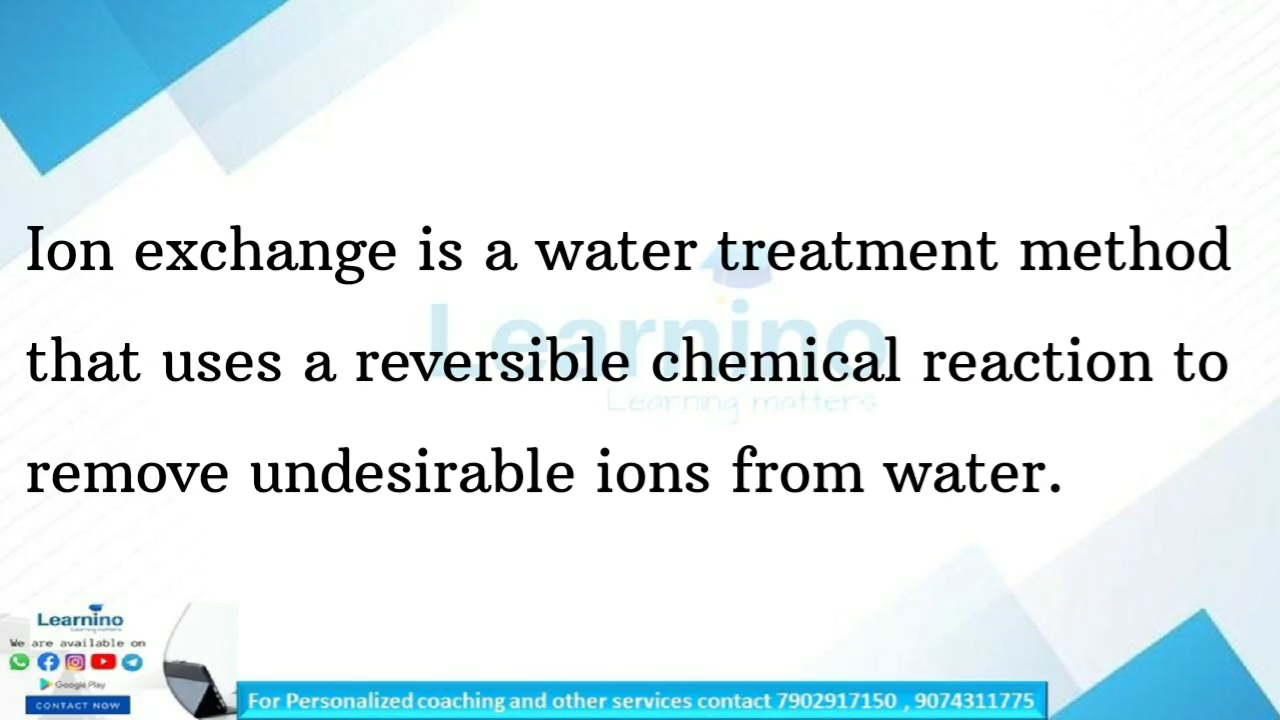 Ion exchange is a water treatment method
that uses a reversible chemical reaction to
remove undesirable ions from water.
Learnino
Learning matters
Learnino
Learning matters
We are available on
Google Play
CONTACT NOW
For Personalized coaching and other services contact 7902917150 , 9074311775